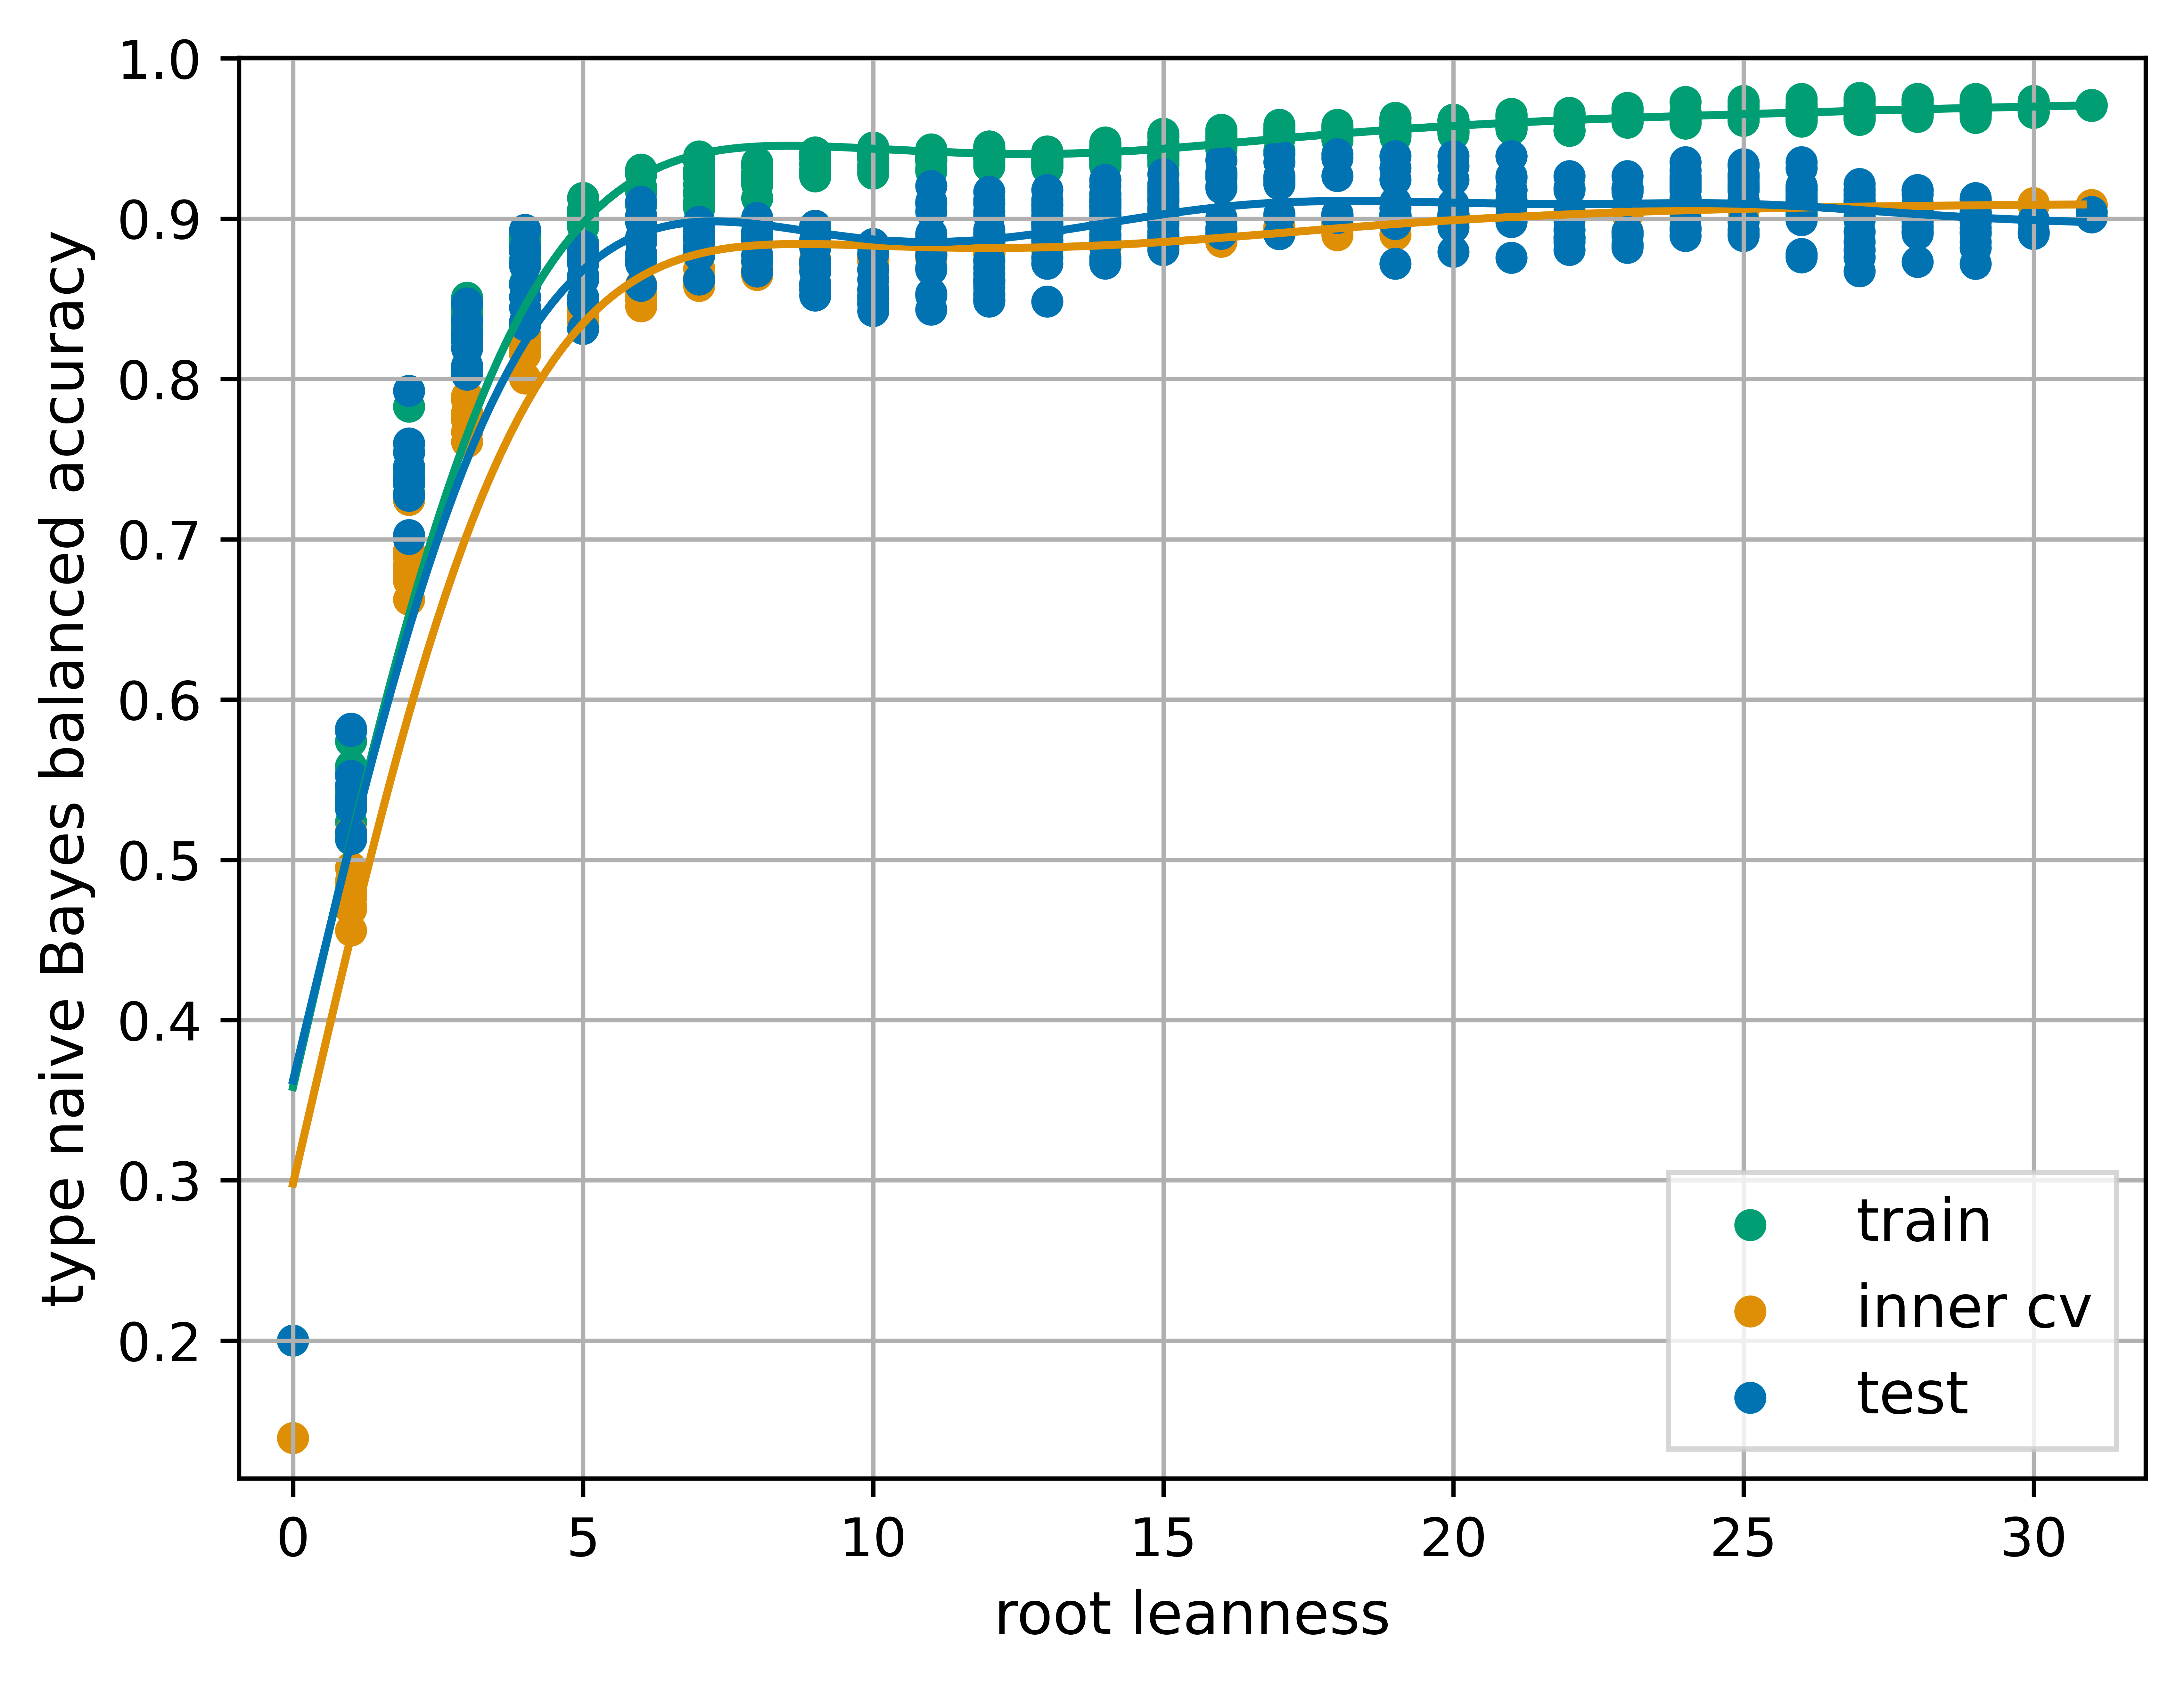 1.0
0.9
0.8
0.7
0.6
0.5
0.4
0.3
0.2
type naive Bayes balanced accuracy
train
inner cv
test
0 5 10 15 20 25 30
root leanness